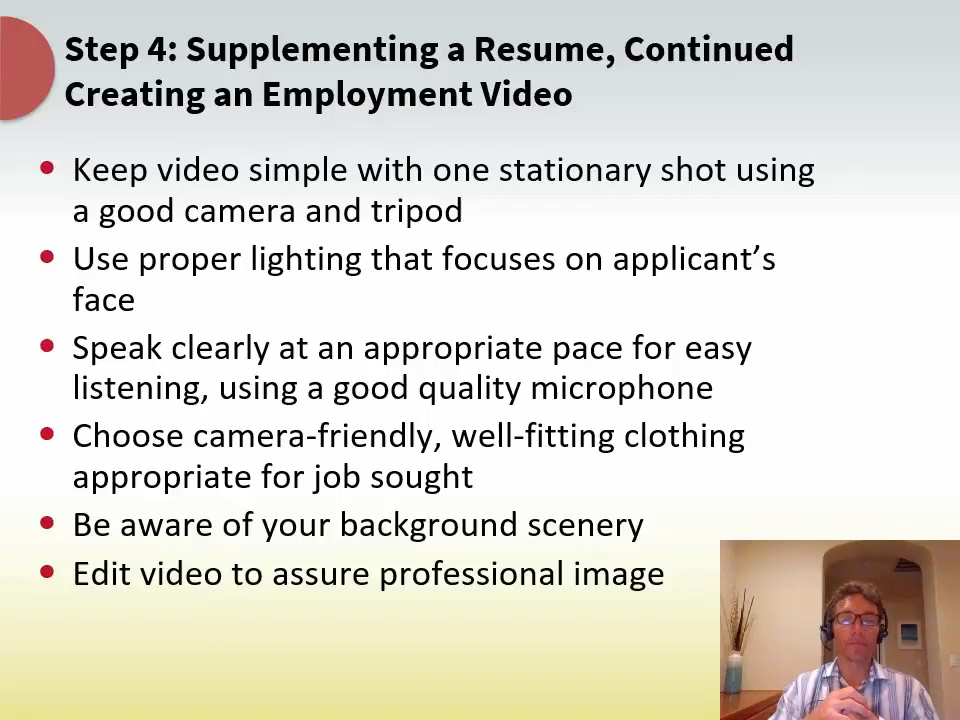 Step 4: Supplementing a Resume, Continued
Creating an Employment Video
Keep video simple with one stationary shot using
a good camera and tripod
Use proper lighting that focuses on applicant’s
face
Speak clearly at an appropriate pace for easy
listening, using a good quality microphone
Choose camera-friendly, well-fitting clothing
appropriate for job sought
Be aware of your background scenery
Edit video to assure professional image